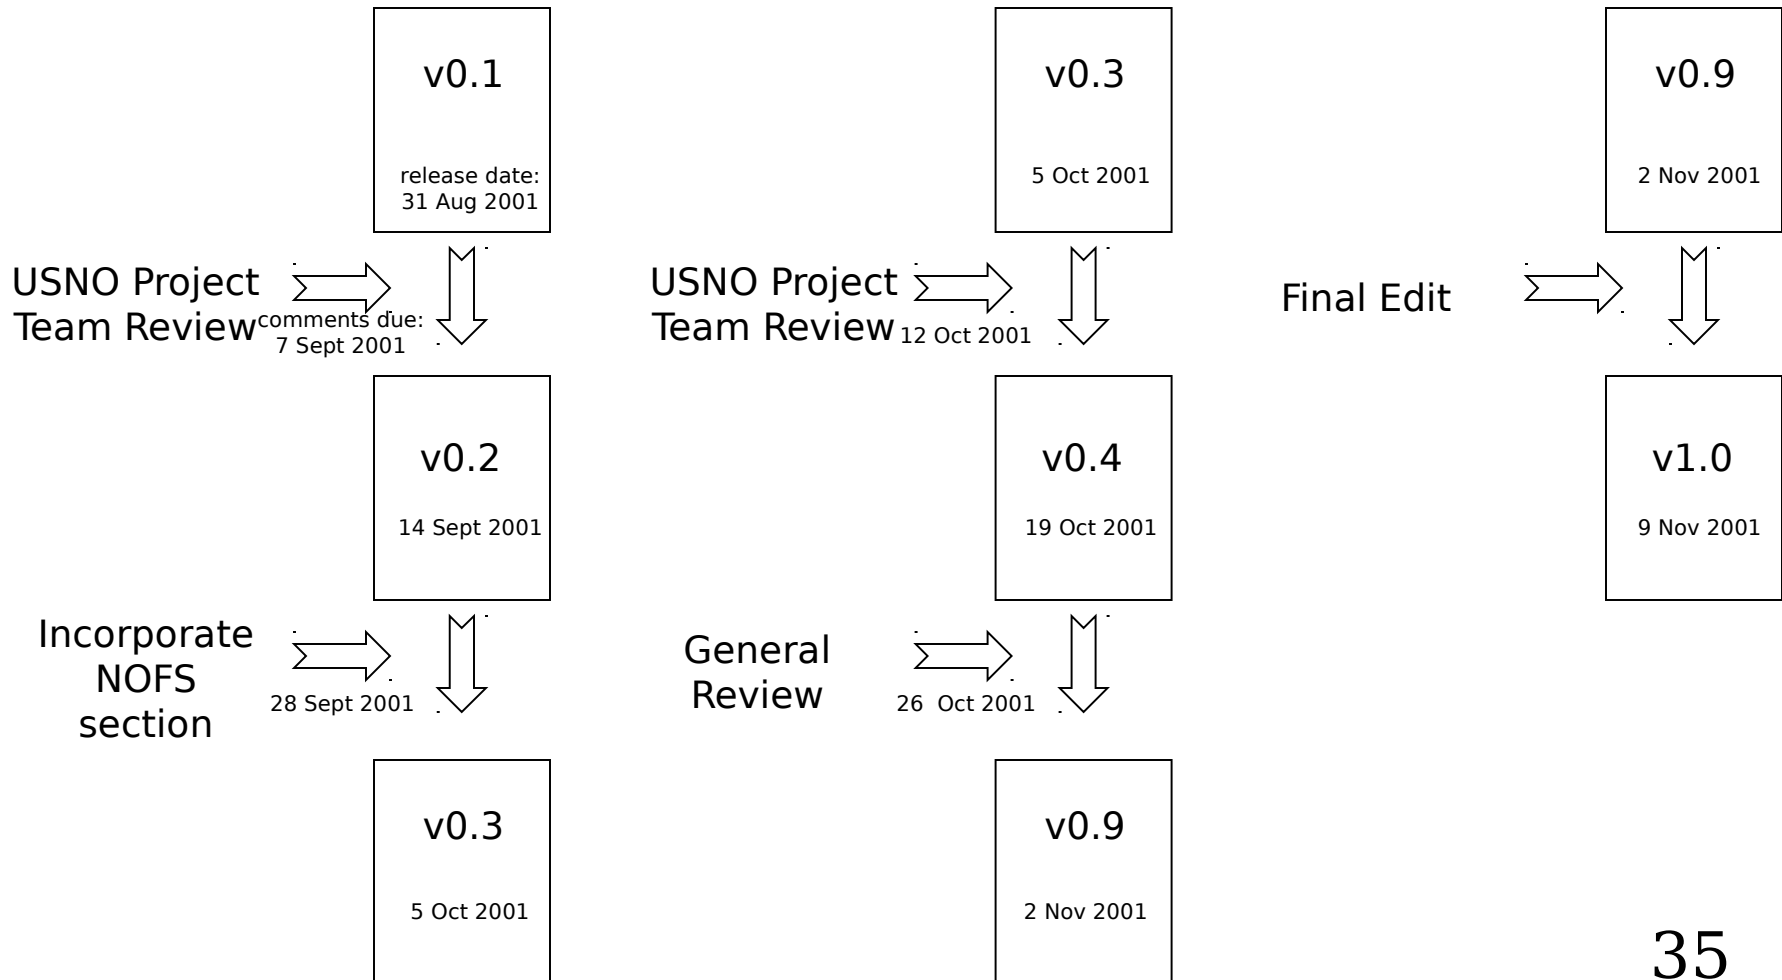 v0.1
release date:
31 Aug 2001
USNO Project
Team Review
comments due:
7 Sept 2001
v0.2
14 Sept 2001
Incorporate
NOFS
section
28 Sept 2001
v0.3
5 Oct 2001
v0.3
5 Oct 2001
USNO Project
Team Review
12 Oct 2001
v0.4
19 Oct 2001
General
Review
26  Oct 2001
v0.9
2 Nov 2001
v0.9
2 Nov 2001
Final Edit
v1.0
9 Nov 2001
35